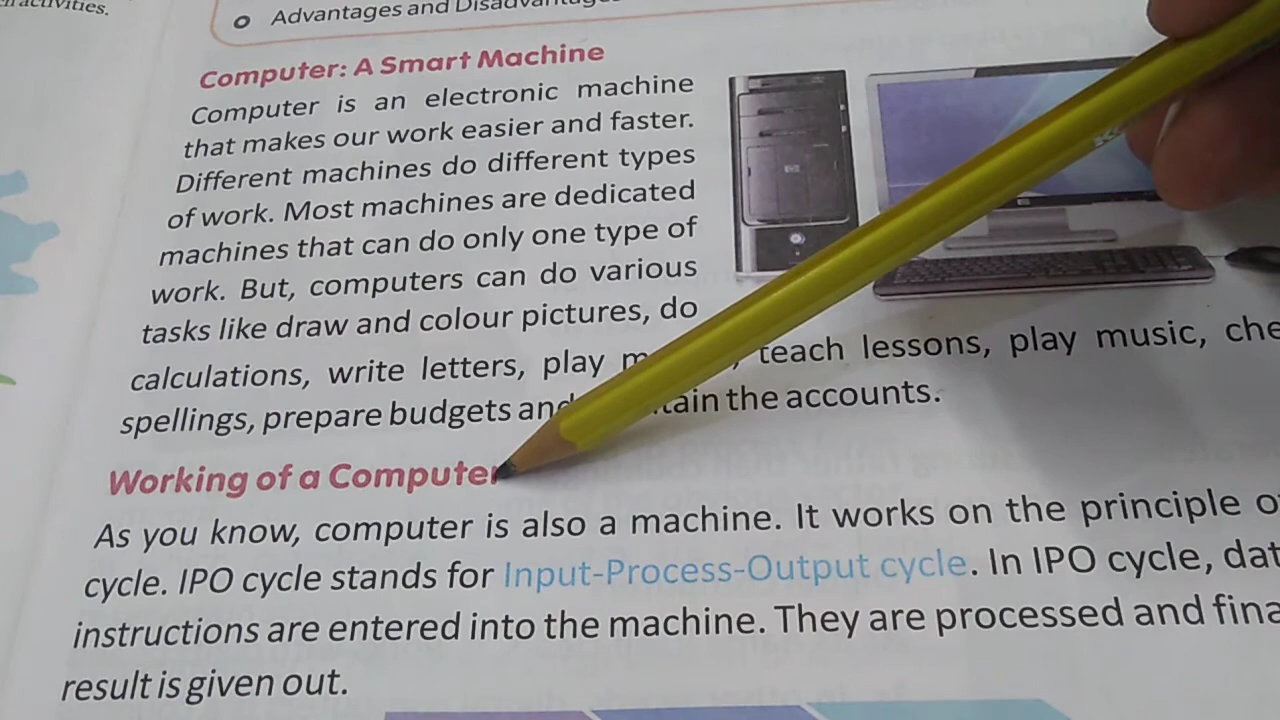 activities.
Advantages and
Computer: A Smart Machine
Computer is an electronic machine
that makes our work easier and faster.
Different machines do different types
of work. Most machines are dedicated
machines that can do only one type of
work. But, computers can do various
tasks like draw and colour pictures, do
calculations, write letters, play teach lessons, play music,
spellings, prepare budgets and the accounts.
Working of a Computer
As you know, computer is also a machine. It works on the principle
cycle. IPO cycle stands for Input-Process-Output cycle. In IPO cycle,
instructions are entered into the machine. They are processed and
result is given out.